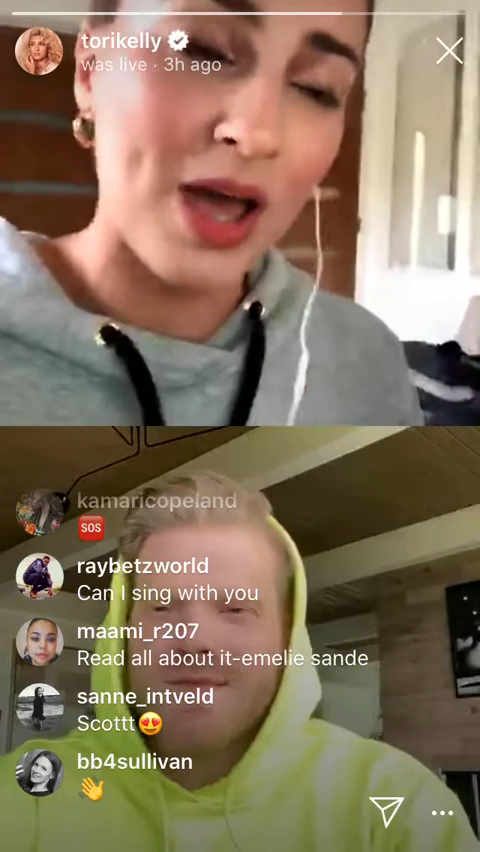 torikelly
was live · 3h ago
kamaricopeland
🆘
raybetzworld
Can I sing with you
maami_r207
Read all about it-emelie sande
sanne_intveld
Scottt😍
bb4sullivan
👋